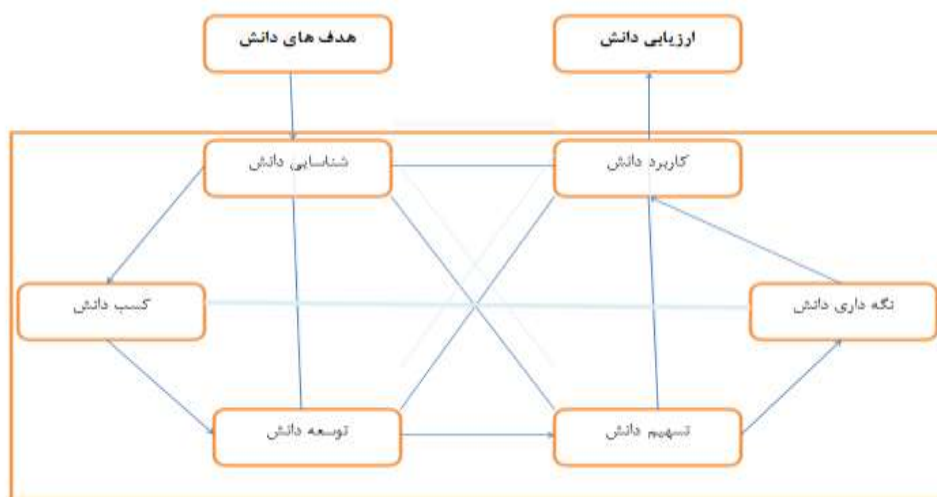 هدف های دانش
ارزیابی دانش
شناسایی دانش
کاربرد دانش
کسب دانش
نگه داری دانش
توسعه دانش
تسهیم دانش